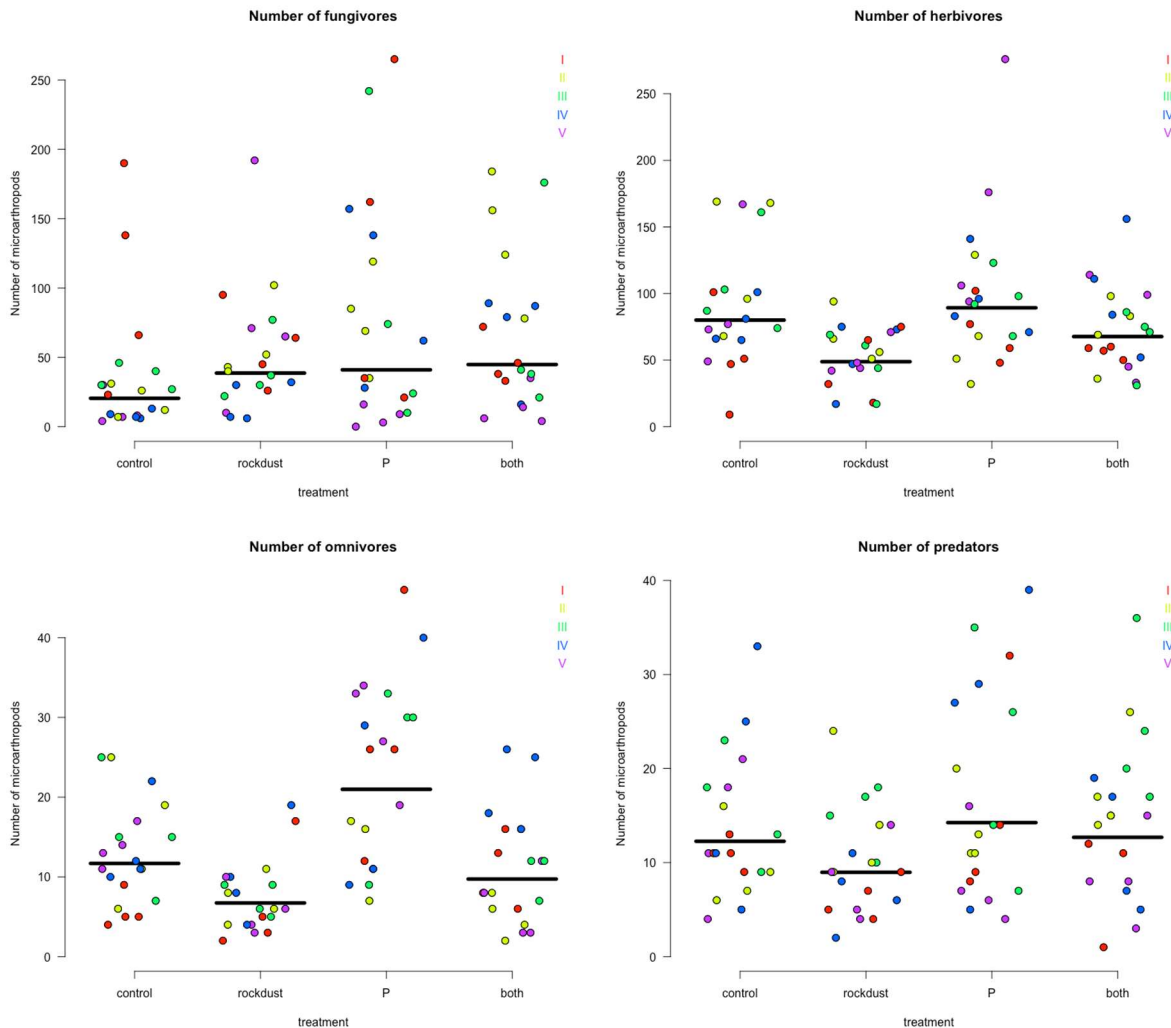 Number of fungivores
Number of microarthropods
250
200
150
100
50
0
I
II
III
IV
V
control rockdust P both
treatment
Number of herbivores
Number of microarthropods
250
200
150
100
50
0
I
II
III
IV
V
control rockdust P both
treatment
Number of omnivores
Number of microarthropods
40
30
20
10
0
I
II
III
IV
V
control rockdust P both
treatment
Number of predators
Number of microarthropods
40
30
20
10
0
I
II
III
IV
V
control rockdust P both
treatment